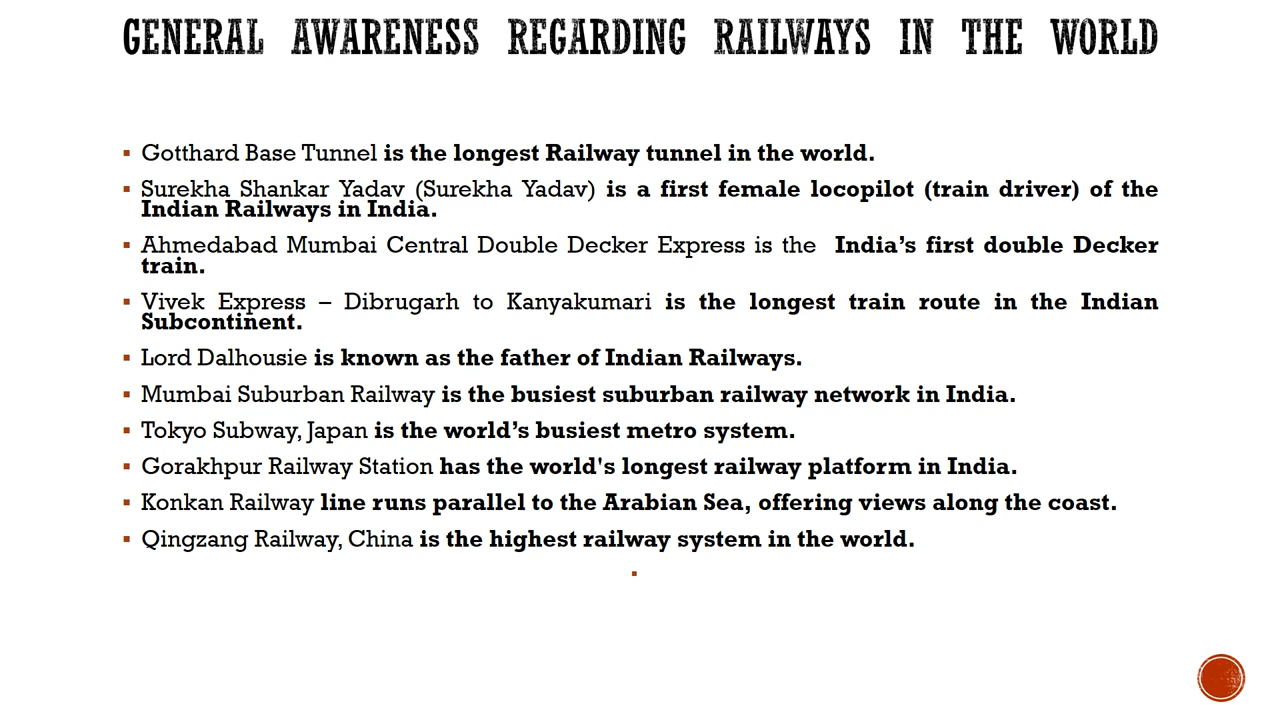 GENERAL AWARENESS REGARDING RAILWAYS IN THE WORLD
▪ Gotthard Base Tunnel is the longest Railway tunnel in the world.
▪ Surekha Shankar Yadav (Surekha Yadav) is a first female locopilot (train driver) of the
Indian Railways in India.
▪ Ahmedabad Mumbai Central Double Decker Express is the India’s first double Decker
train.
▪ Vivek Express – Dibrugarh to Kanyakumari is the longest train route in the Indian
Subcontinent.
▪ Lord Dalhousie is known as the father of Indian Railways.
▪ Mumbai Suburban Railway is the busiest suburban railway network in India.
▪ Tokyo Subway, Japan is the world’s busiest metro system.
▪ Gorakhpur Railway Station has the world's longest railway platform in India.
▪ Konkan Railway line runs parallel to the Arabian Sea, offering views along the coast.
▪ Qingzang Railway, China is the highest railway system in the world.
▪